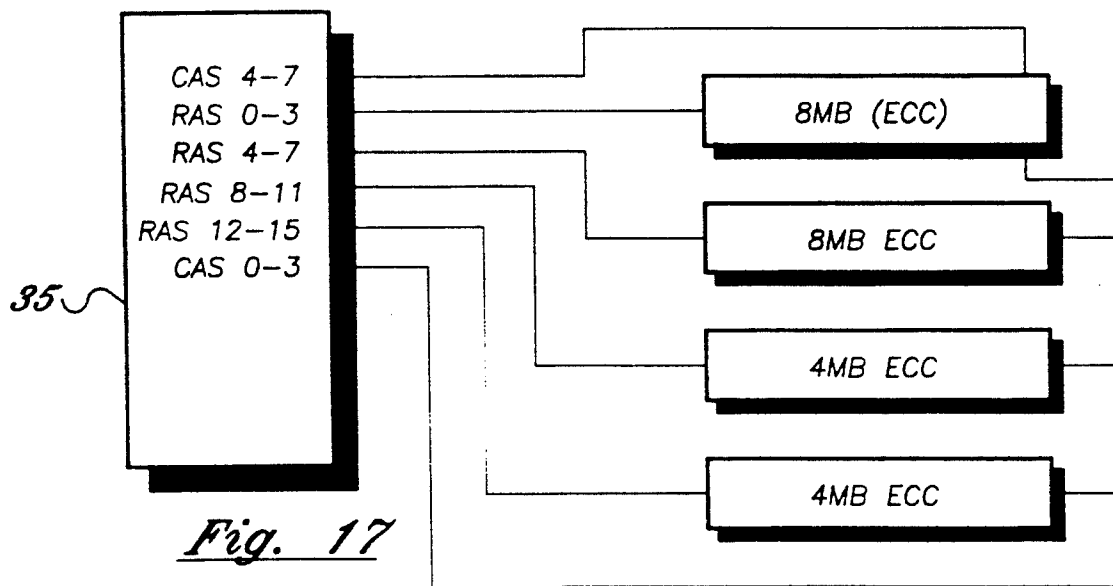 CAS 4-7
RAS 0-3
RAS 4-7
RAS 8-11
RAS 12-15
CAS 0-3
35
8MB (ECC)
8MB ECC
4MB ECC
4MB ECC
Fig. 17